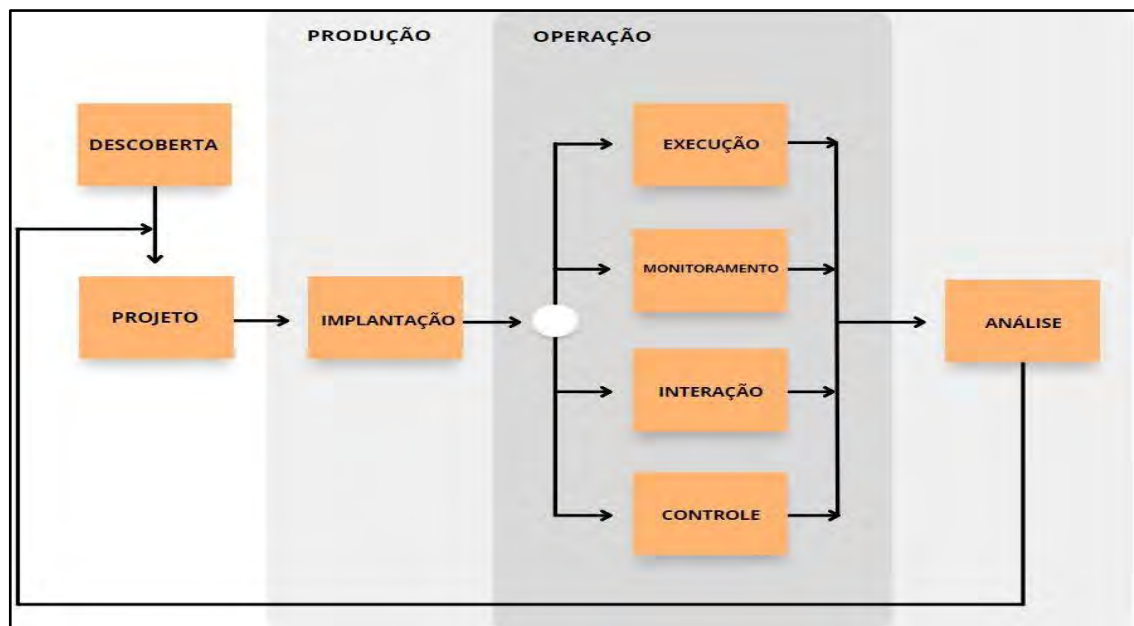 PRODUÇÃO
OPERAÇÃO
DESCOBERTA
PROJETO
IMPLANTAÇÃO
EXECUÇÃO
MONITORAMENTO
INTERAÇÃO
CONTROLE
ANÁLISE